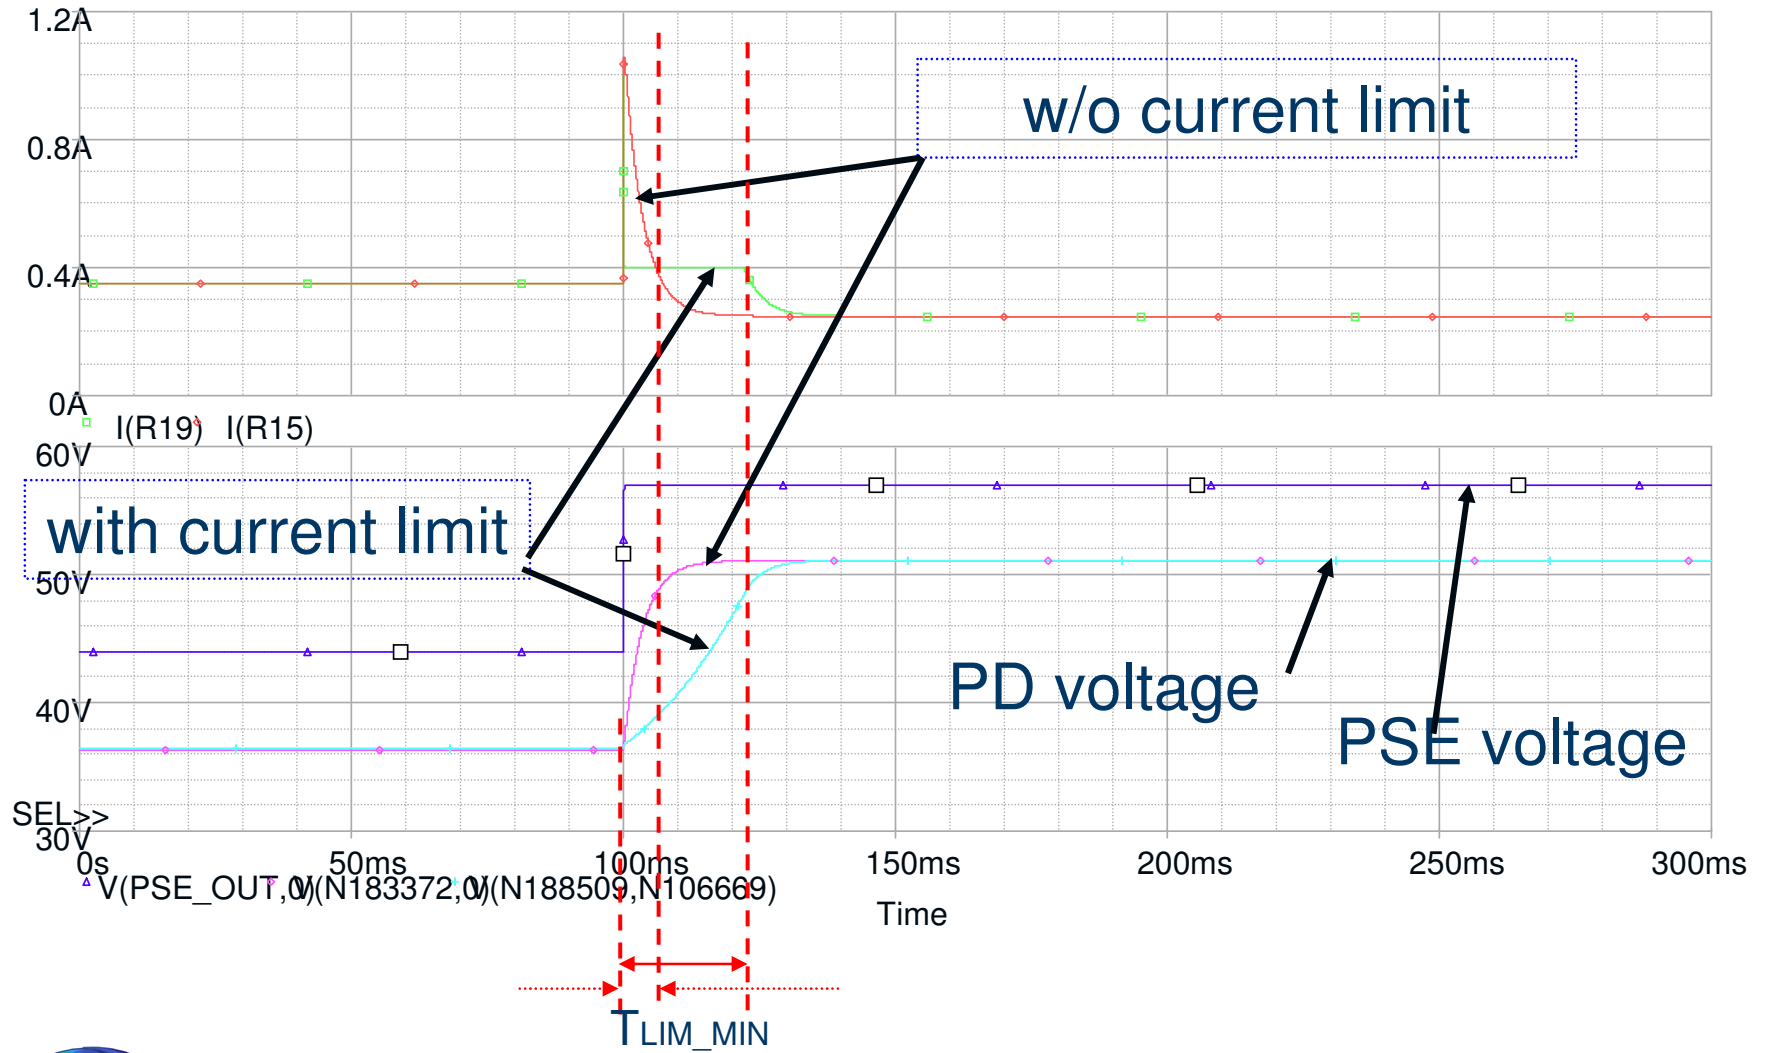 1.2A
w/o current limit
0.8A
0.4A
0A
I(R19) I(R15)
60V
with current limit
50V
PD voltage
40V
PSE voltage
SEL>>
30V
0s 50ms 100ms 150ms 200ms 250ms 300ms
V(PSE_OUT,0) V(N183372,0) V(N188509,N106669)
Time
TLIM_MIN